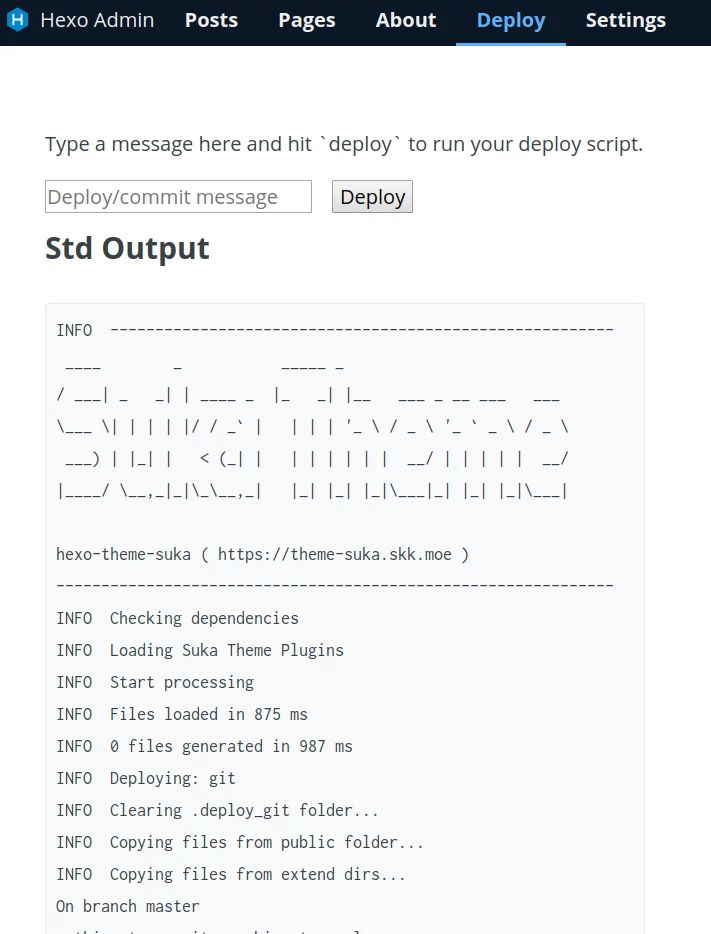 Hexo Admin Posts Pages About Deploy Settings
Type a message here and hit `deploy` to run your deploy script.
Deploy/commit message Deploy
Std Output
INFO  --------------------------------------------------------------
 ____        _           _____ _
/ ___| _   _| | ____ _  |_   _| |__   ___ _ __ ___   ___
\___ \| | | | |/ / _` |   | | | '_ \ / _ \ '_ ` _ \ / _ \
 ___) | |_| |   < (_| |   | | | | | |  __/ | | | | |  __/
|____/ \__,_|_|\_\__,_|   |_| |_| |_|\___|_| |_| |_|\___|
hexo-theme-suka ( https://theme-suka.skk.moe )
--------------------------------------------------------------
INFO  Checking dependencies
INFO  Loading Suka Theme Plugins
INFO  Start processing
INFO  Files loaded in 875 ms
INFO  0 files generated in 987 ms
INFO  Deploying: git
INFO  Clearing .deploy_git folder...
INFO  Copying files from public folder...
INFO  Copying files from extend dirs...
On branch master